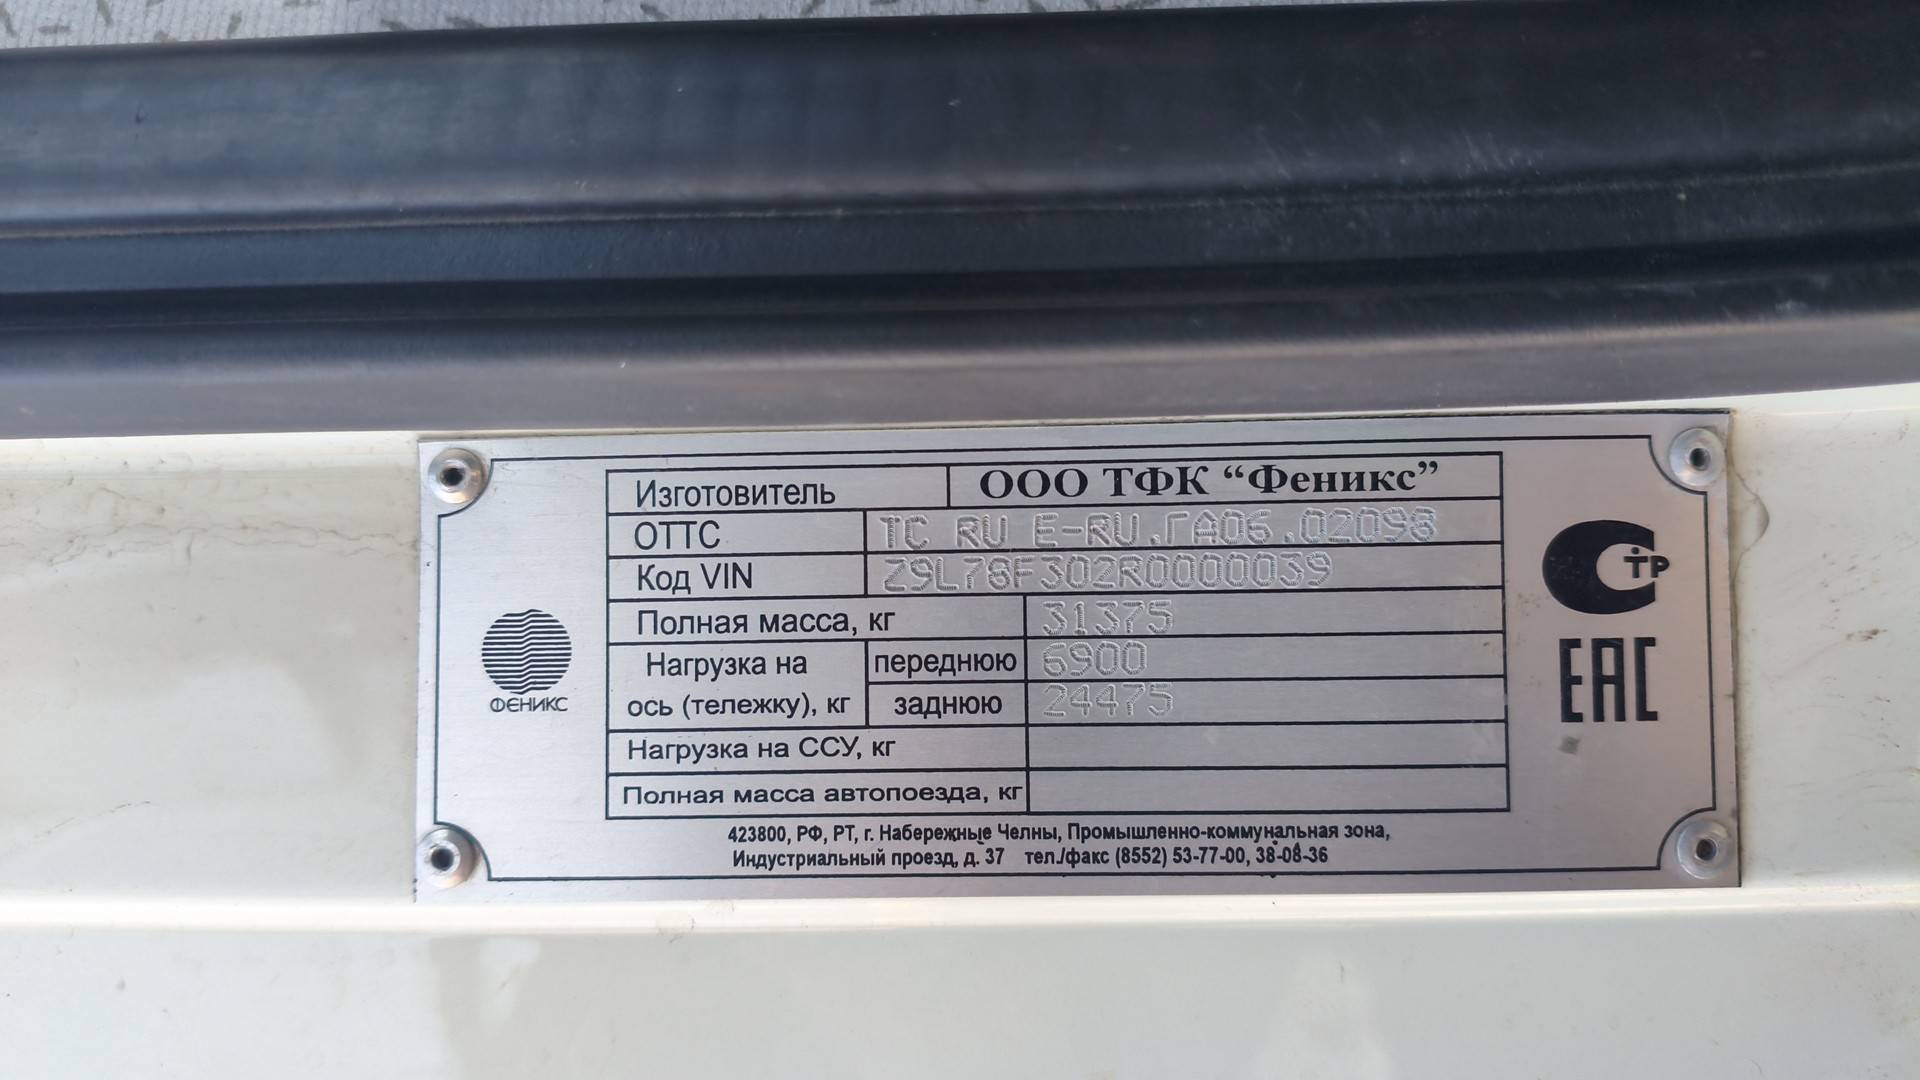 Изготовитель ООО ТФК “Феникс”
ОТТС ТС RU Е-RU.ГА06.02098
Код VIN Z9L78F302R0000039
Полная масса, кг 31375
Нагрузка на ось (тележку), кг переднюю 6900
заднюю 24475
Нагрузка на ССУ, кг
Полная масса автопоезда, кг
ФЕНИКС
СТР
ЕАС
423800, РФ, РТ, г. Набережные Челны, Промышленно-коммунальная зона,
Индустриальный проезд, д. 37 тел./факс (8552) 53-77-00, 38-08-36